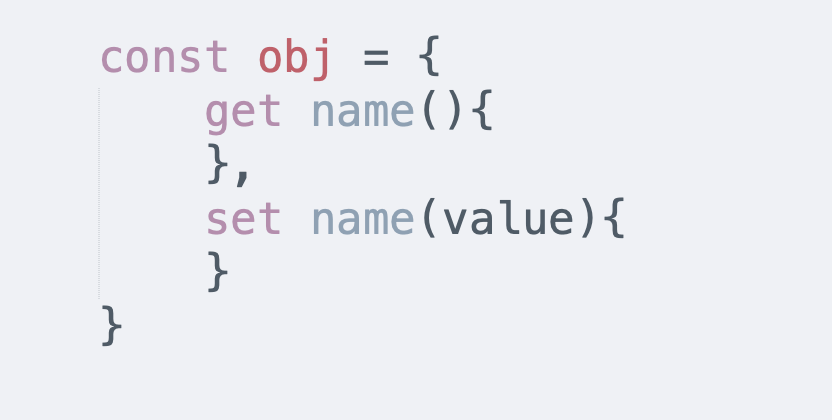 const obj = {
    get name(){
    },
    set name(value){
    }
}